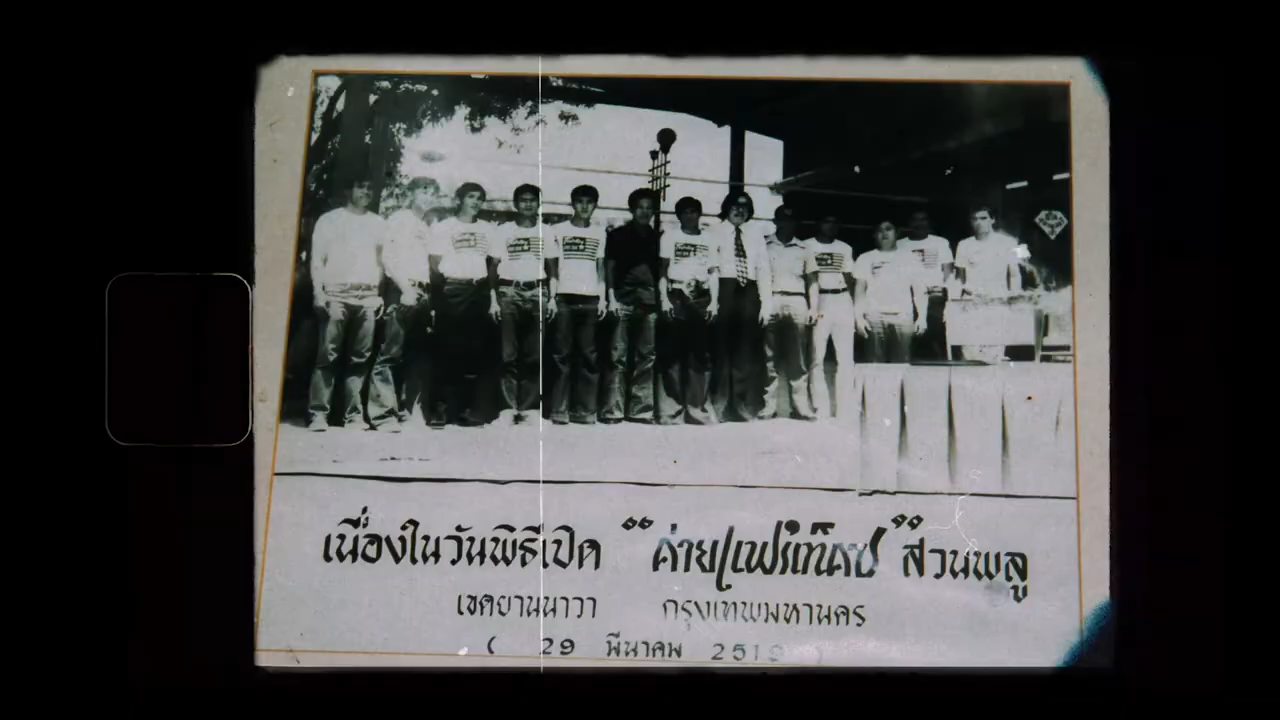 เนื่องในวันพิธีเปิด "ค่ายแฟร์เท็กซ์" สวนพลู
เขตยานนาวา กรุงเทพมหานคร
( 29 มีนาคม